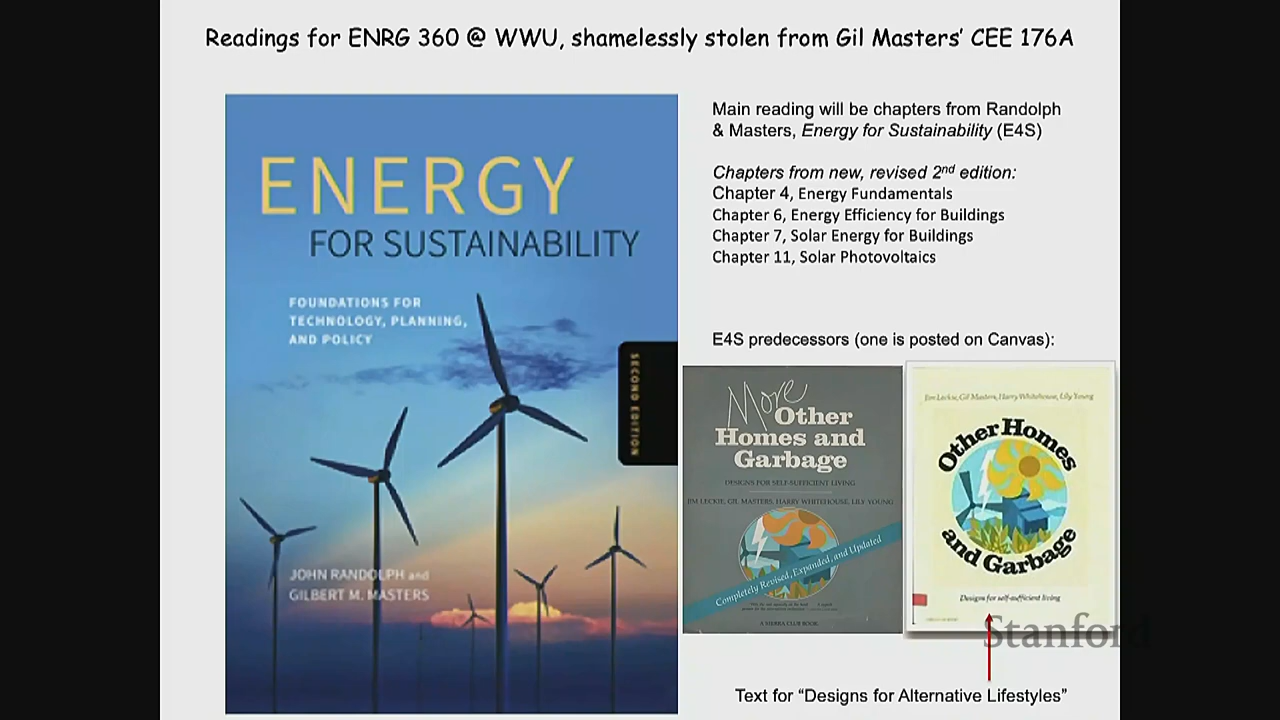 Readings for ENRG 360 @ WWU, shamelessly stolen from Gil Masters' CEE 176A
ENERGY
FOR SUSTAINABILITY
FOUNDATIONS FOR
TECHNOLOGY, PLANNING,
AND POLICY
SECOND EDITION
JOHN RANDOLPH and
GILBERT M. MASTERS
Main reading will be chapters from Randolph
& Masters, Energy for Sustainability (E4S)
Chapters from new, revised 2nd edition:
Chapter 4, Energy Fundamentals
Chapter 6, Energy Efficiency for Buildings
Chapter 7, Solar Energy for Buildings
Chapter 11, Solar Photovoltaics
E4S predecessors (one is posted on Canvas):
More
Other
Homes and
Garbage
DESIGNS FOR SELF-SUFFICIENT LIVING
JIM LECKIE, GIL MASTERS, HARRY WHITEHOUSE, LILY YOUNG
Completely Revised, Expanded, and Updated
A SIERRA CLUB BOOK
Jim Leckie, Gil Masters, Harry Whitehouse, Lily Young
Other Homes
and Garbage
Designs for self-sufficient living
Stanford
Text for “Designs for Alternative Lifestyles”